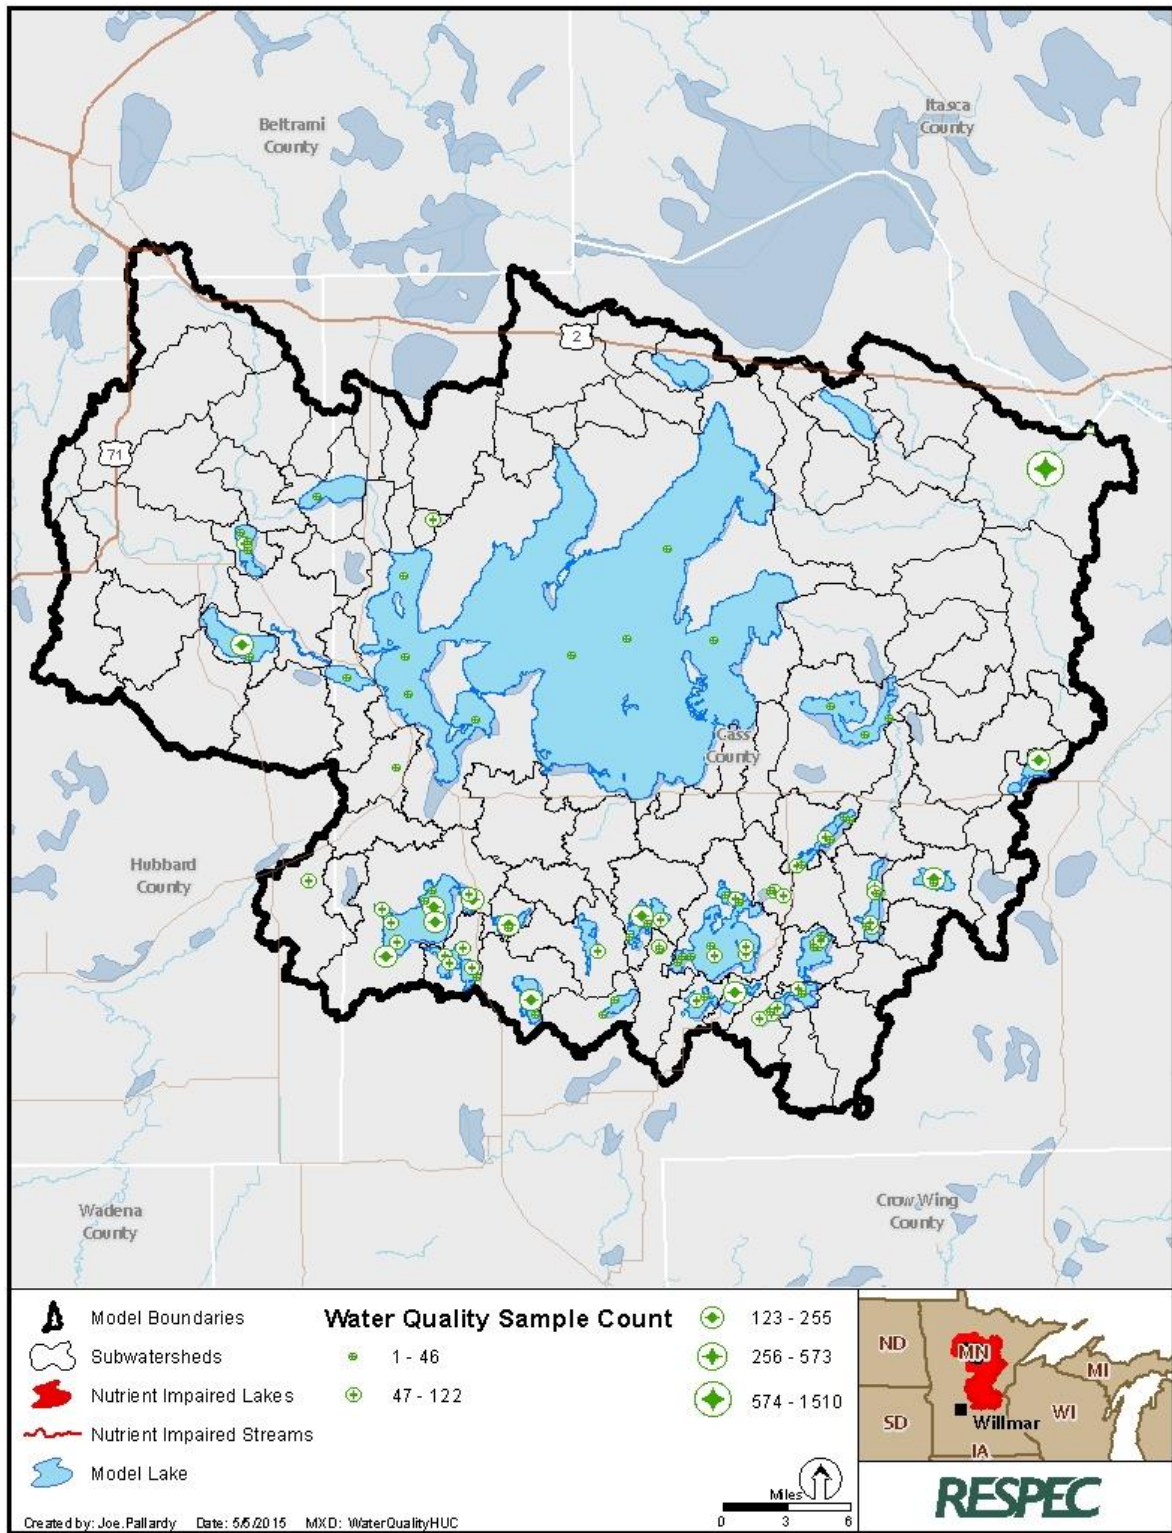 Itasca
County
Beltrami
County
2
71
Cass
County
Hubbard
County
Wadena
County
Crow Wing
County
Model Boundaries
Subwatersheds
Nutrient Impaired Lakes
Nutrient Impaired Streams
Model Lake
Water Quality Sample Count
1 - 46
47 - 122
123 - 255
256 - 573
574 - 1510
Miles
0 3 6
Created by: Joe.Pallardy Date: 5/5/2015 MXD: WaterQualityHUC
ND
MN
MI
SD
WI
Willmar
IA
RESPEC